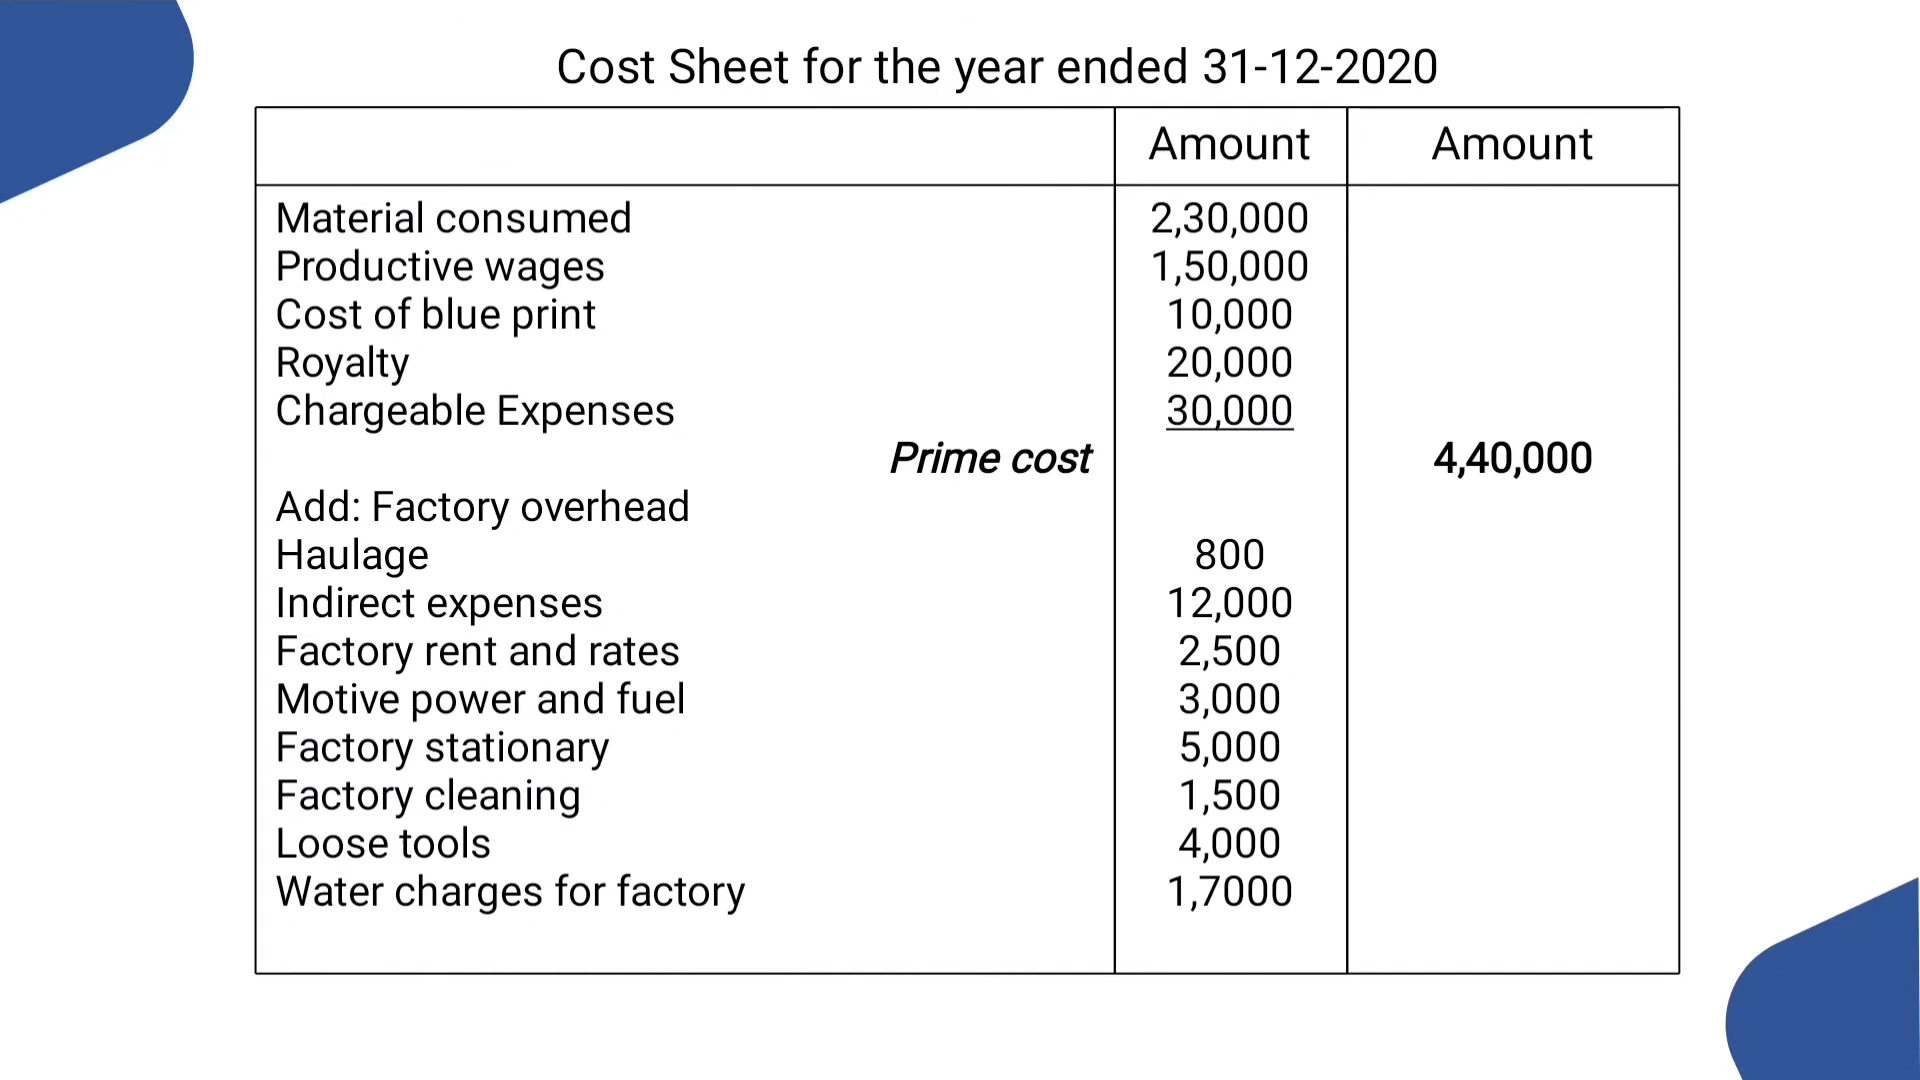 Cost Sheet for the year ended 31-12-2020
Amount Amount
Material consumed 2,30,000
Productive wages 1,50,000
Cost of blue print 10,000
Royalty 20,000
Chargeable Expenses 30,000
Prime cost 4,40,000
Add: Factory overhead
Haulage 800
Indirect expenses 12,000
Factory rent and rates 2,500
Motive power and fuel 3,000
Factory stationary 5,000
Factory cleaning 1,500
Loose tools 4,000
Water charges for factory 1,7000